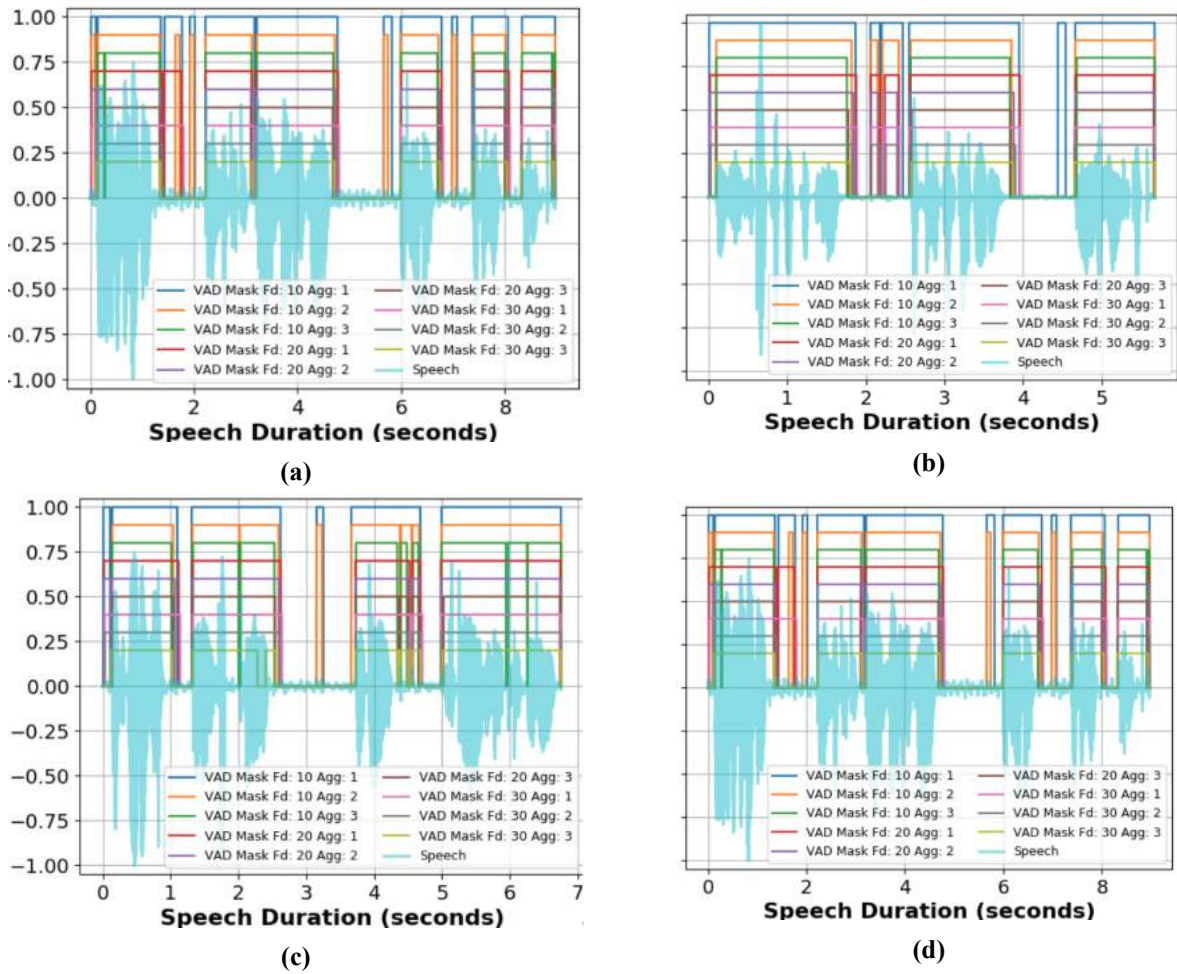 1.00
0.75
0.50
0.25
0.00
-0.25
-0.50
-0.75
-1.00
VAD Mask Fd: 10 Agg: 1
VAD Mask Fd: 10 Agg: 2
VAD Mask Fd: 10 Agg: 3
VAD Mask Fd: 20 Agg: 1
VAD Mask Fd: 20 Agg: 2
VAD Mask Fd: 20 Agg: 3
VAD Mask Fd: 30 Agg: 1
VAD Mask Fd: 30 Agg: 2
VAD Mask Fd: 30 Agg: 3
Speech
0 2 4 6 8
Speech Duration (seconds)
(a)
VAD Mask Fd: 10 Agg: 1
VAD Mask Fd: 10 Agg: 2
VAD Mask Fd: 10 Agg: 3
VAD Mask Fd: 20 Agg: 1
VAD Mask Fd: 20 Agg: 2
VAD Mask Fd: 20 Agg: 3
VAD Mask Fd: 30 Agg: 1
VAD Mask Fd: 30 Agg: 2
VAD Mask Fd: 30 Agg: 3
Speech
0 1 2 3 4 5
Speech Duration (seconds)
(b)
1.00
0.75
0.50
0.25
0.00
−0.25
−0.50
−0.75
−1.00
VAD Mask Fd: 10 Agg: 1
VAD Mask Fd: 10 Agg: 2
VAD Mask Fd: 10 Agg: 3
VAD Mask Fd: 20 Agg: 1
VAD Mask Fd: 20 Agg: 2
VAD Mask Fd: 20 Agg: 3
VAD Mask Fd: 30 Agg: 1
VAD Mask Fd: 30 Agg: 2
VAD Mask Fd: 30 Agg: 3
Speech
0 1 2 3 4 5 6 7
Speech Duration (seconds)
(c)
VAD Mask Fd: 10 Agg: 1
VAD Mask Fd: 10 Agg: 2
VAD Mask Fd: 10 Agg: 3
VAD Mask Fd: 20 Agg: 1
VAD Mask Fd: 20 Agg: 2
VAD Mask Fd: 20 Agg: 3
VAD Mask Fd: 30 Agg: 1
VAD Mask Fd: 30 Agg: 2
VAD Mask Fd: 30 Agg: 3
Speech
0 2 4 6 8
Speech Duration (seconds)
(d)